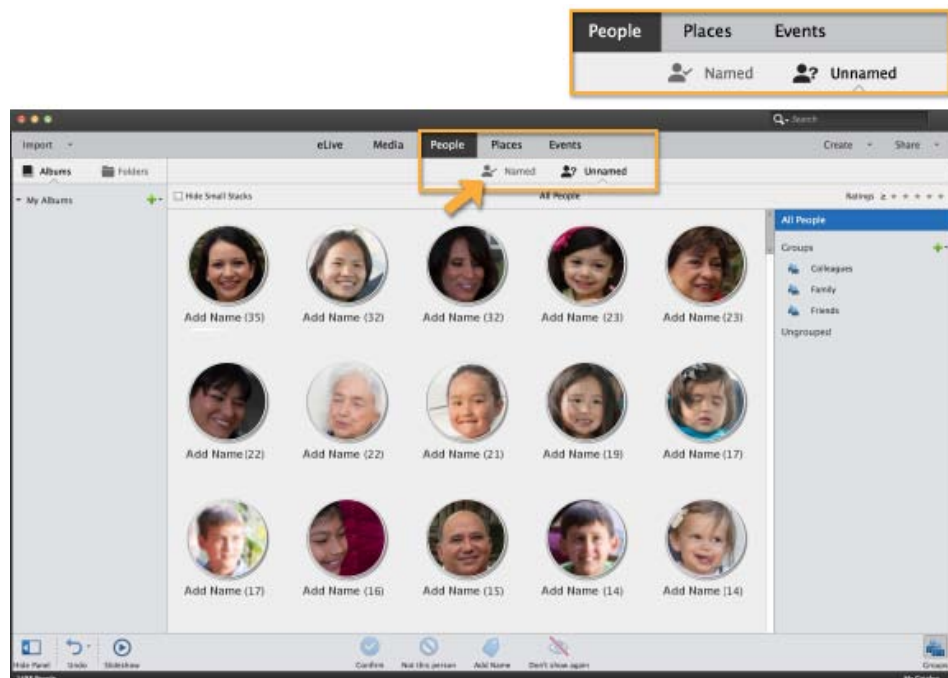 People Places Events
Named Unnamed
Search
Import eLive Media People Places Events Create Share
Albums Folders Named Unnamed
My Albums Hide Small Stacks All People Ratings ≥
All People
Groups
Colleagues
Family
Friends
Ungrouped
Add Name (35) Add Name (32) Add Name (32) Add Name (23) Add Name (23)
Add Name (22) Add Name (22) Add Name (21) Add Name (19) Add Name (17)
Add Name (17) Add Name (16) Add Name (15) Add Name (14) Add Name (14)
Hide Panel Undo Slideshow Confirm Not this person Add Name Don't show again Groups